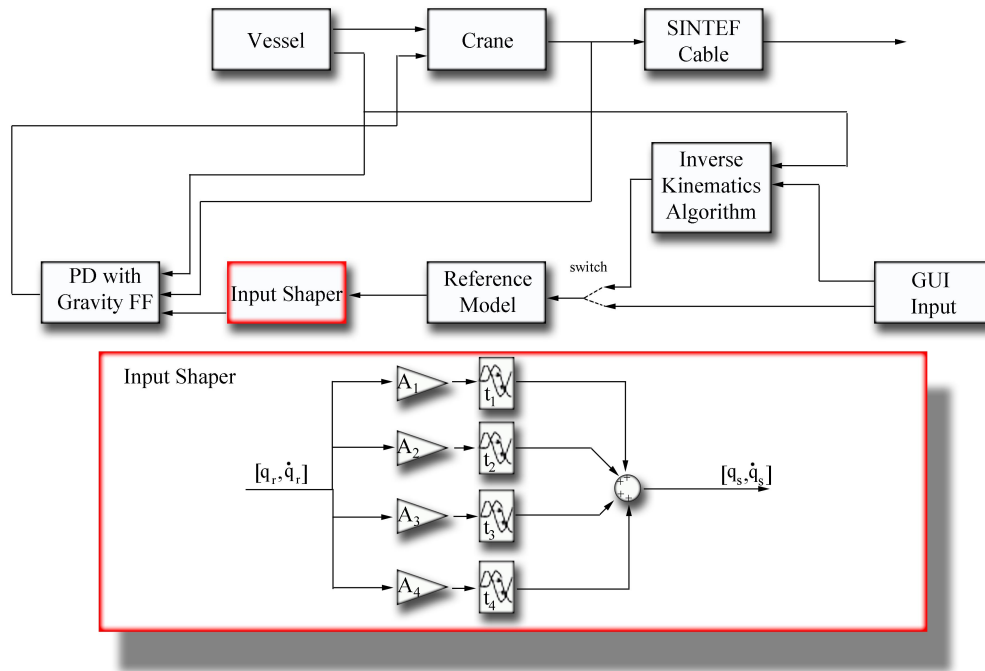 Vessel
Crane
SINTEF
Cable
Inverse
Kinematics
Algorithm
switch
PD with
Gravity FF
Input Shaper
Reference
Model
GUI
Input
Input Shaper
A₁
t₁
A₂
t₂
[qᵣ,q̇ᵣ]
[qₛ,q̇ₛ]
A₃
t₃
A₄
t₄
+ +
+ +